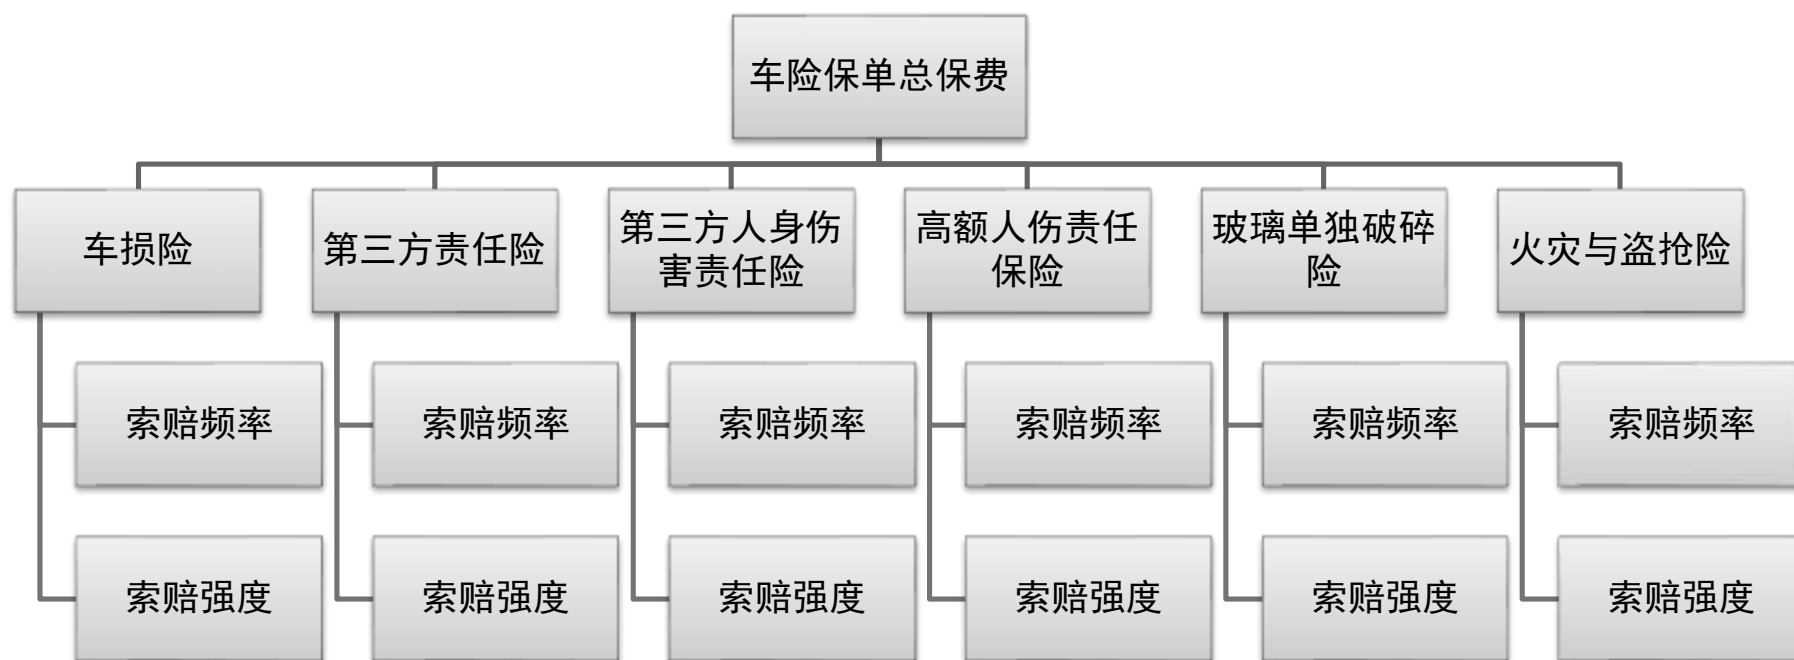 车险保单总保费
车损险
第三方责任险
第三方人身伤
害责任险
高额人伤责任
保险
玻璃单独破碎
险
火灾与盗抢险
索赔频率
索赔频率
索赔频率
索赔频率
索赔频率
索赔频率
索赔强度
索赔强度
索赔强度
索赔强度
索赔强度
索赔强度